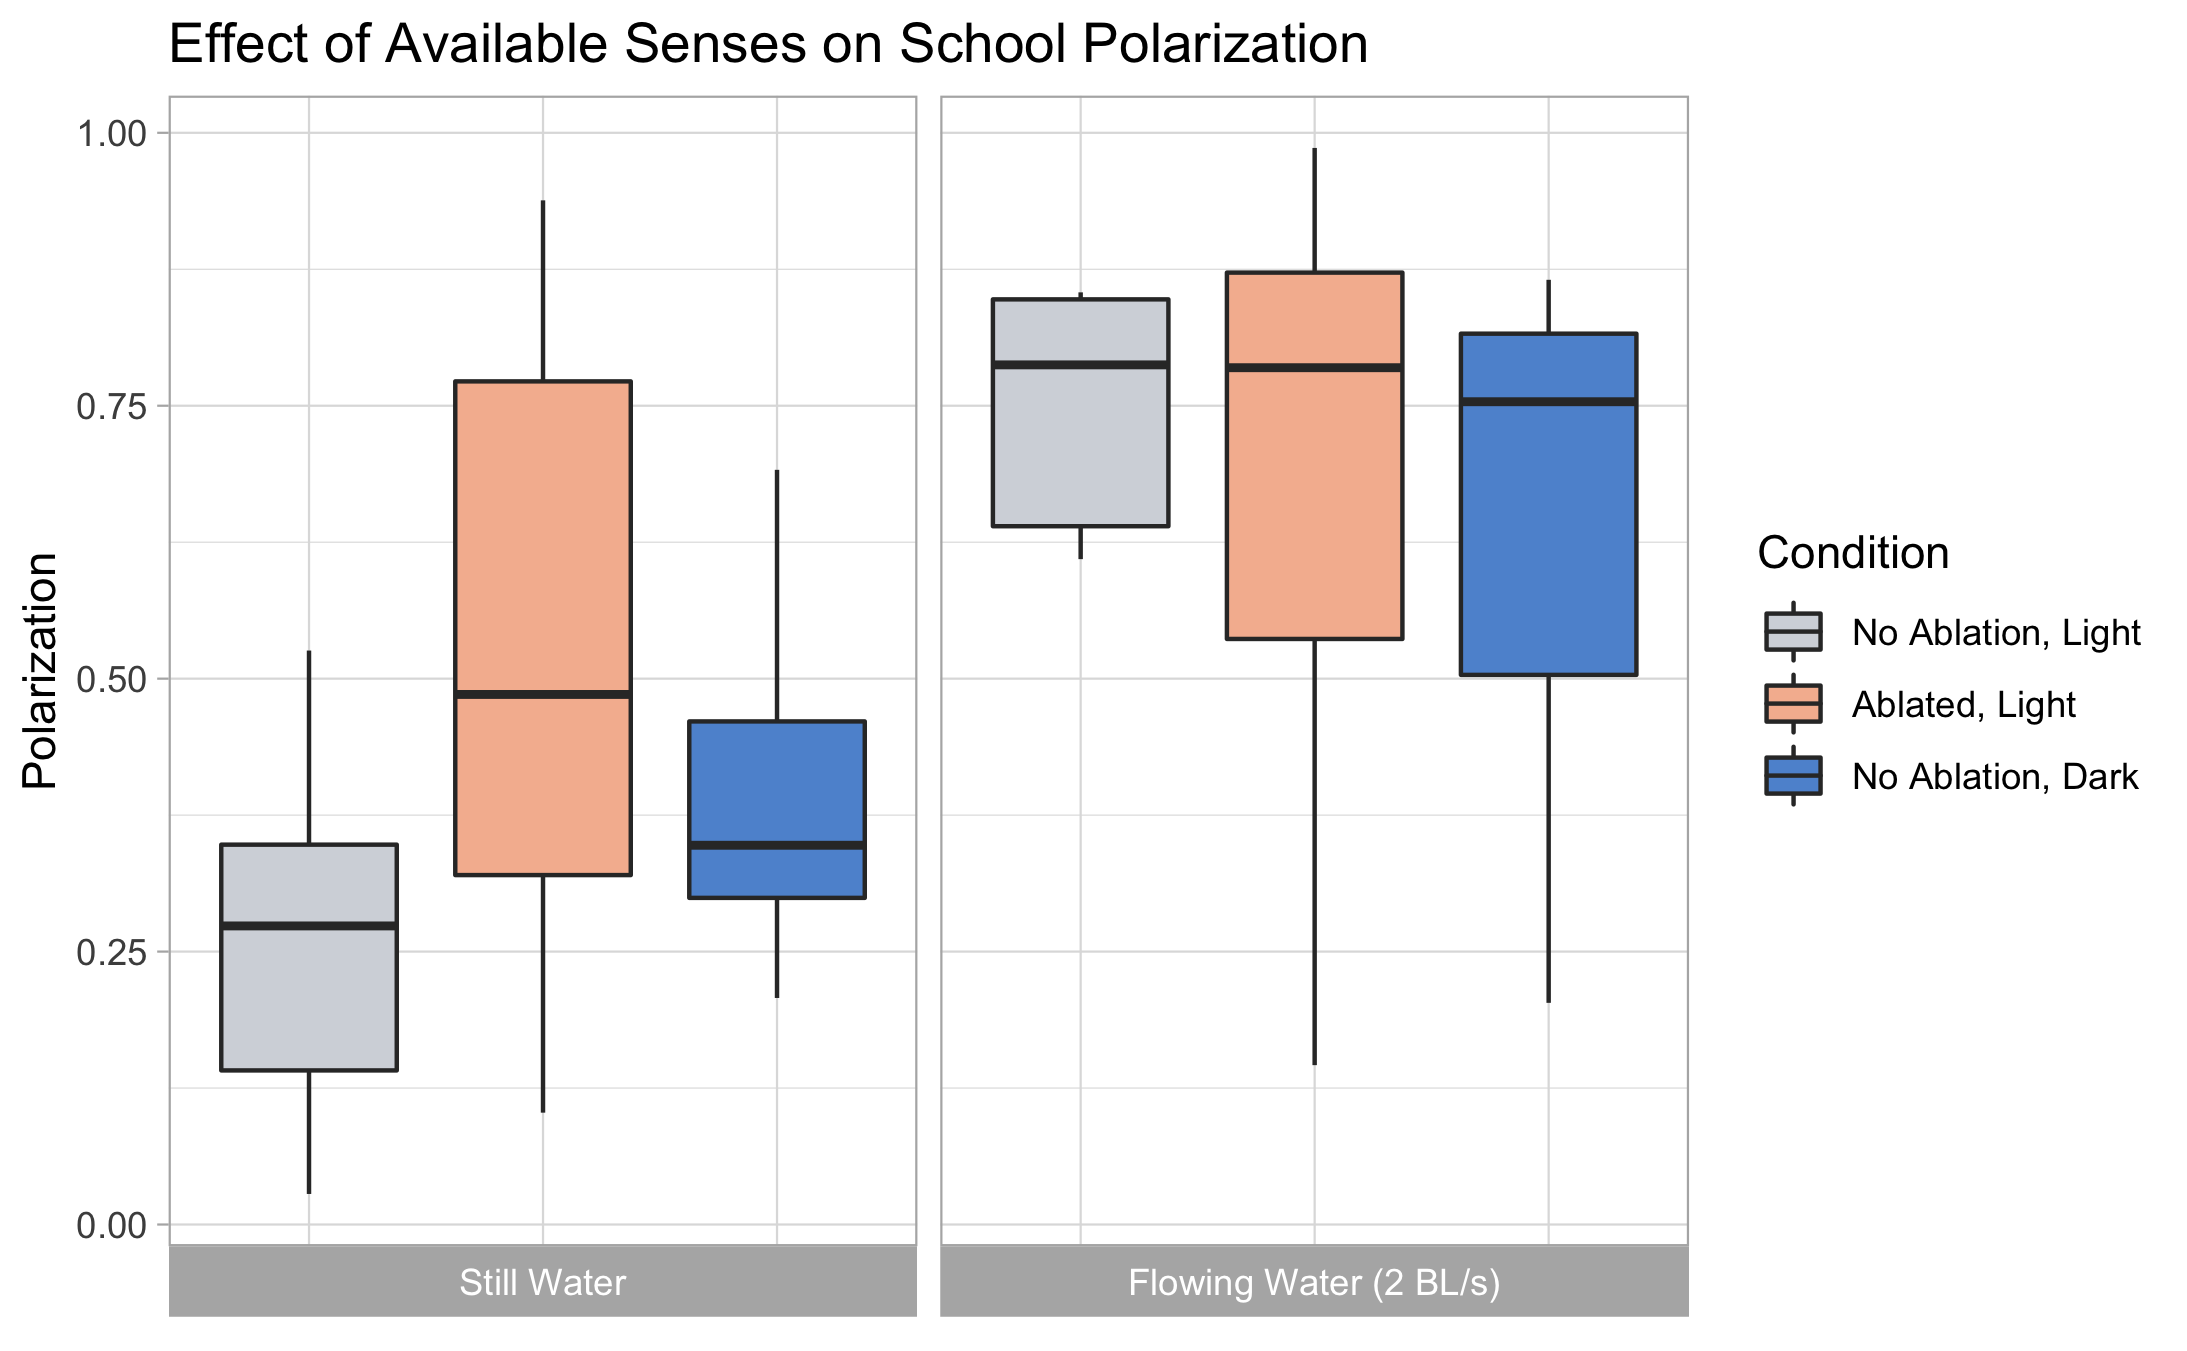 Effect of Available Senses on School Polarization
Polarization
1.00
0.75
0.50
0.25
0.00
Still Water
Flowing Water (2 BL/s)
Condition
No Ablation, Light
Ablated, Light
No Ablation, Dark